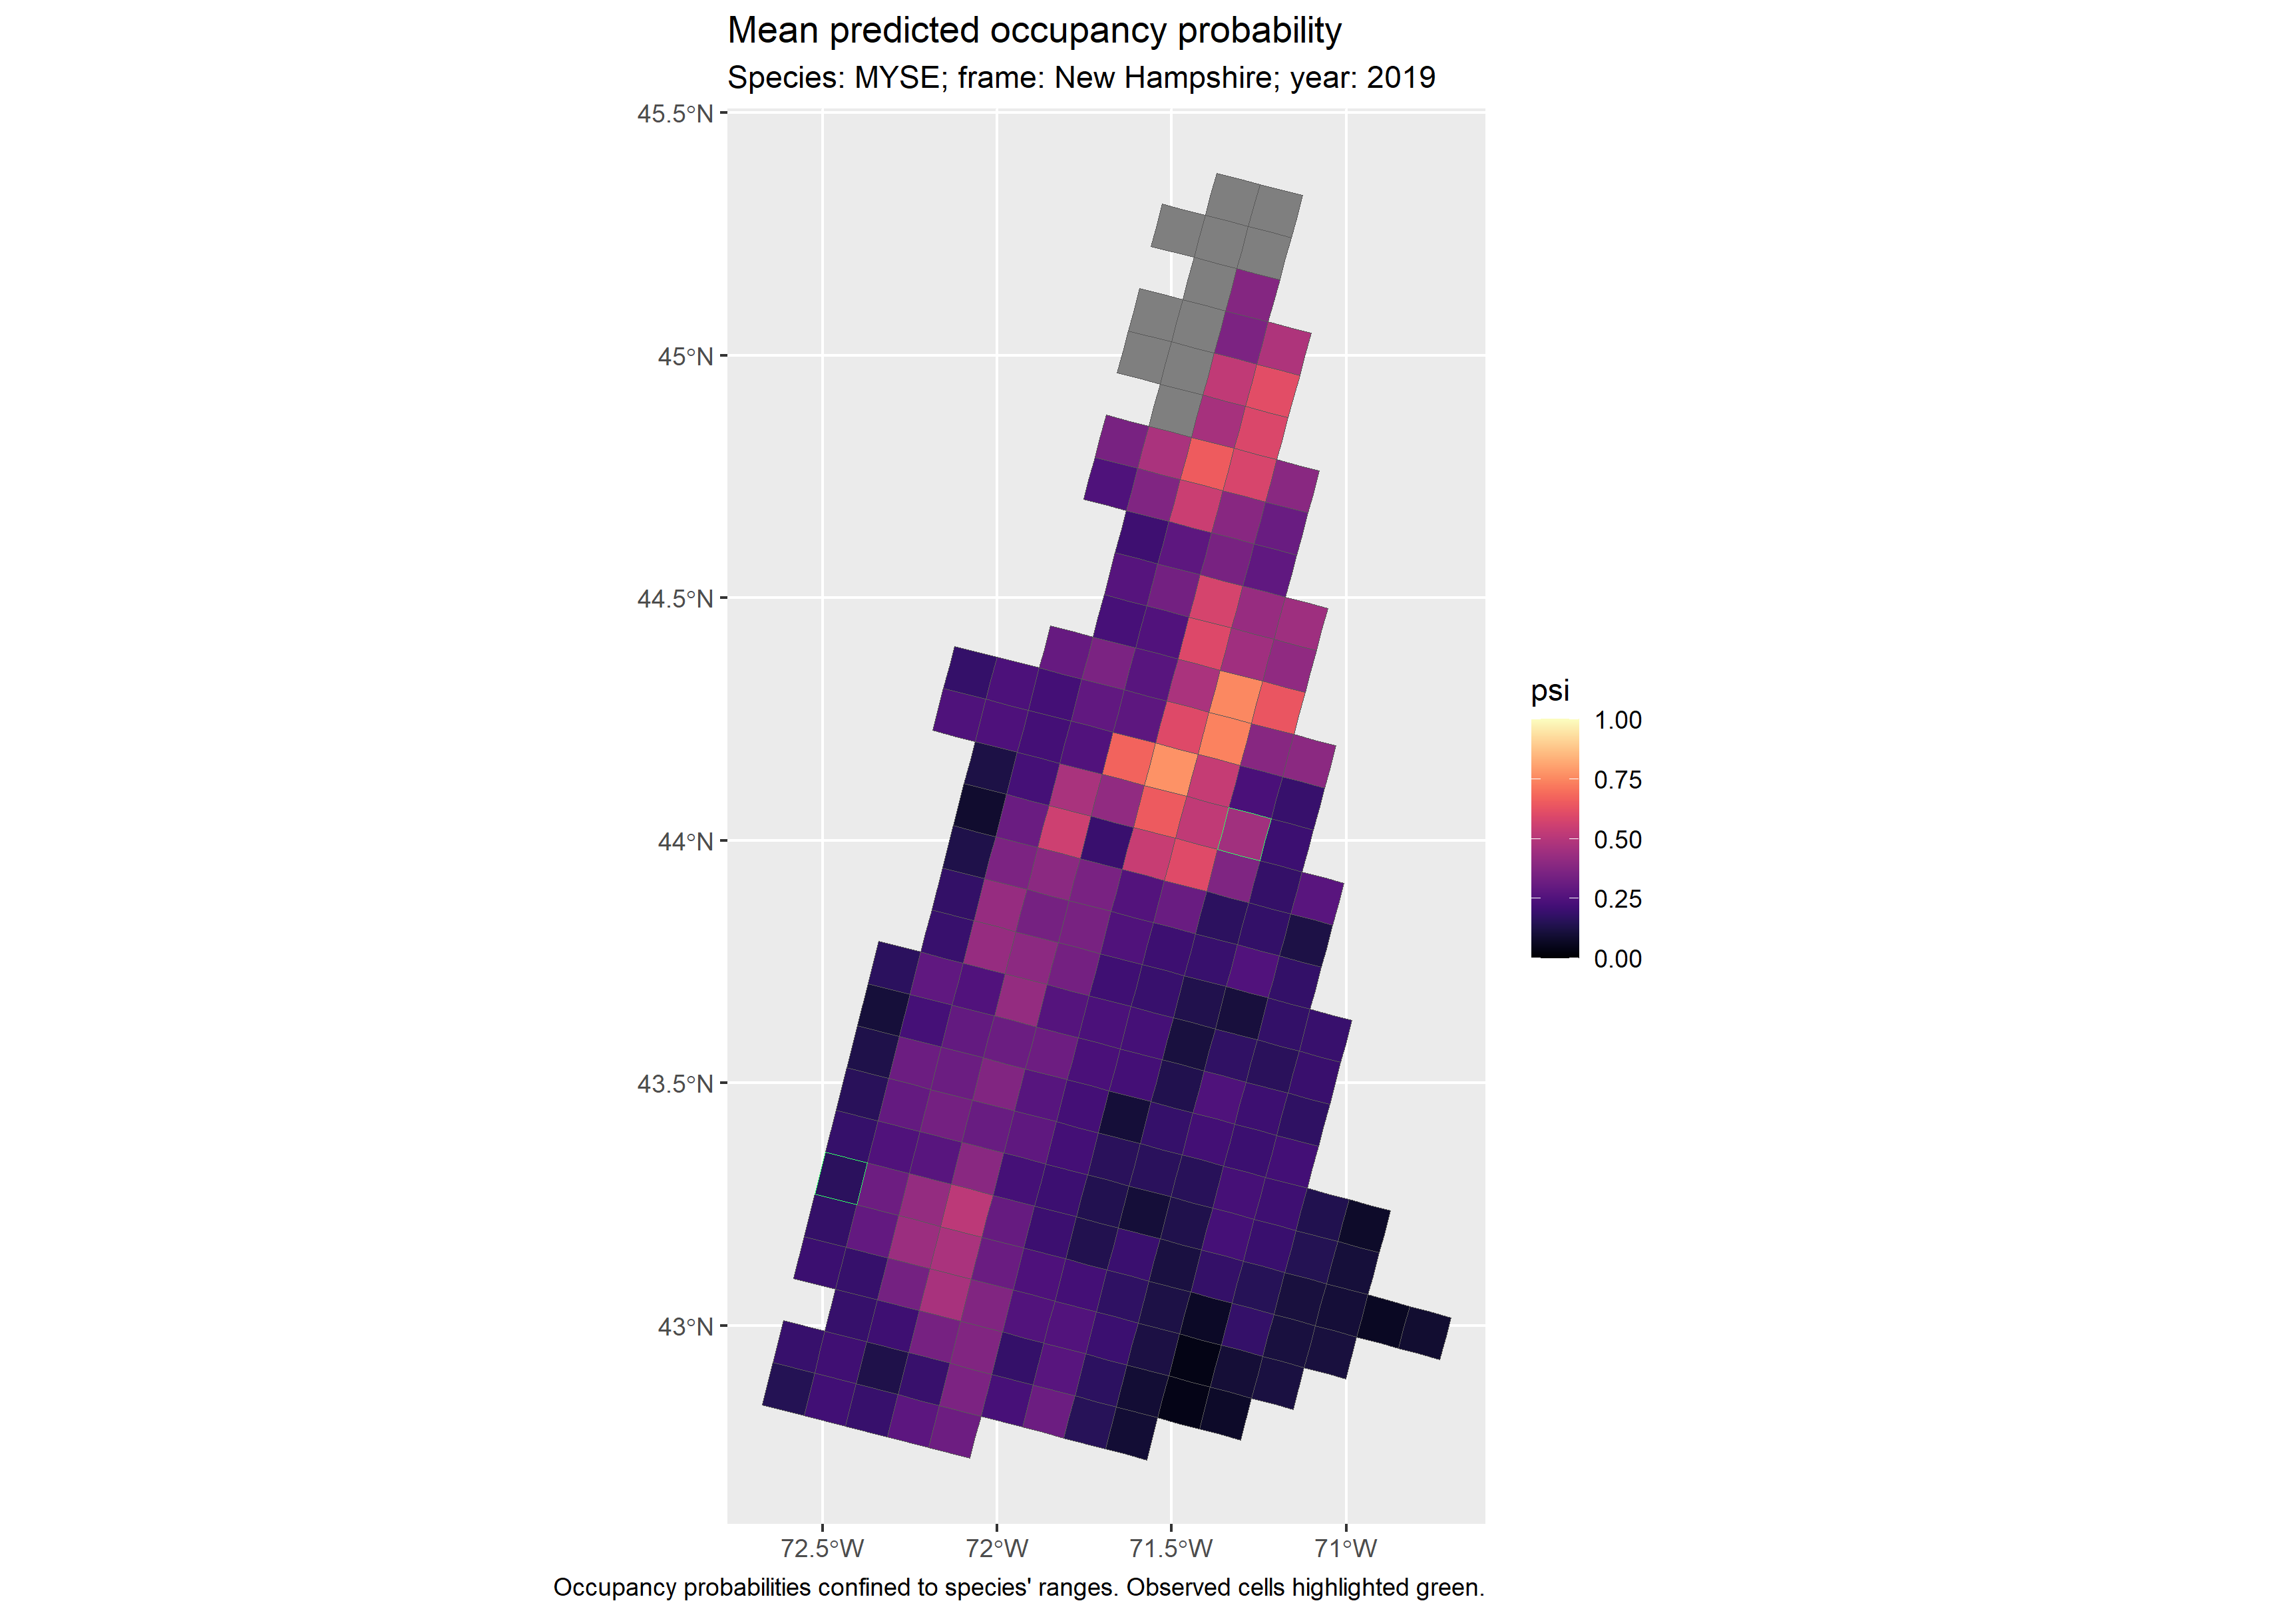 Mean predicted occupancy probability
Species: MYSE; frame: New Hampshire; year: 2019
45.5°N
45°N
44.5°N
44°N
43.5°N
43°N
72.5°W
72°W
71.5°W
71°W
psi
1.00
0.75
0.50
0.25
0.00
Occupancy probabilities confined to species' ranges. Observed cells highlighted green.